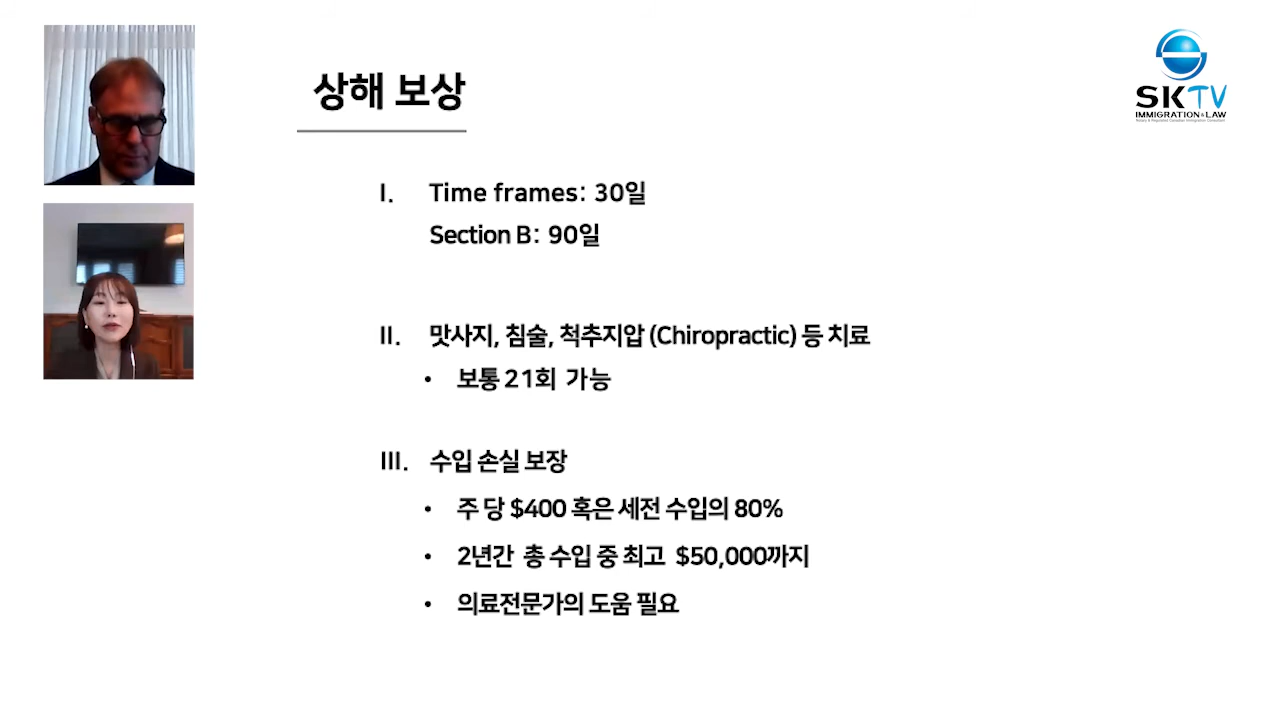 상해 보상
SKTV
IMMIGRATION & LAW
I. Time frames: 30일
Section B: 90일
II. 맛사지, 침술, 척추지압 (Chiropractic) 등 치료
• 보통 21회 가능
III. 수입 손실 보장
• 주 당 $400 혹은 세전 수입의 80%
• 2년간 총 수입 중 최고 $50,000까지
• 의료전문가의 도움 필요